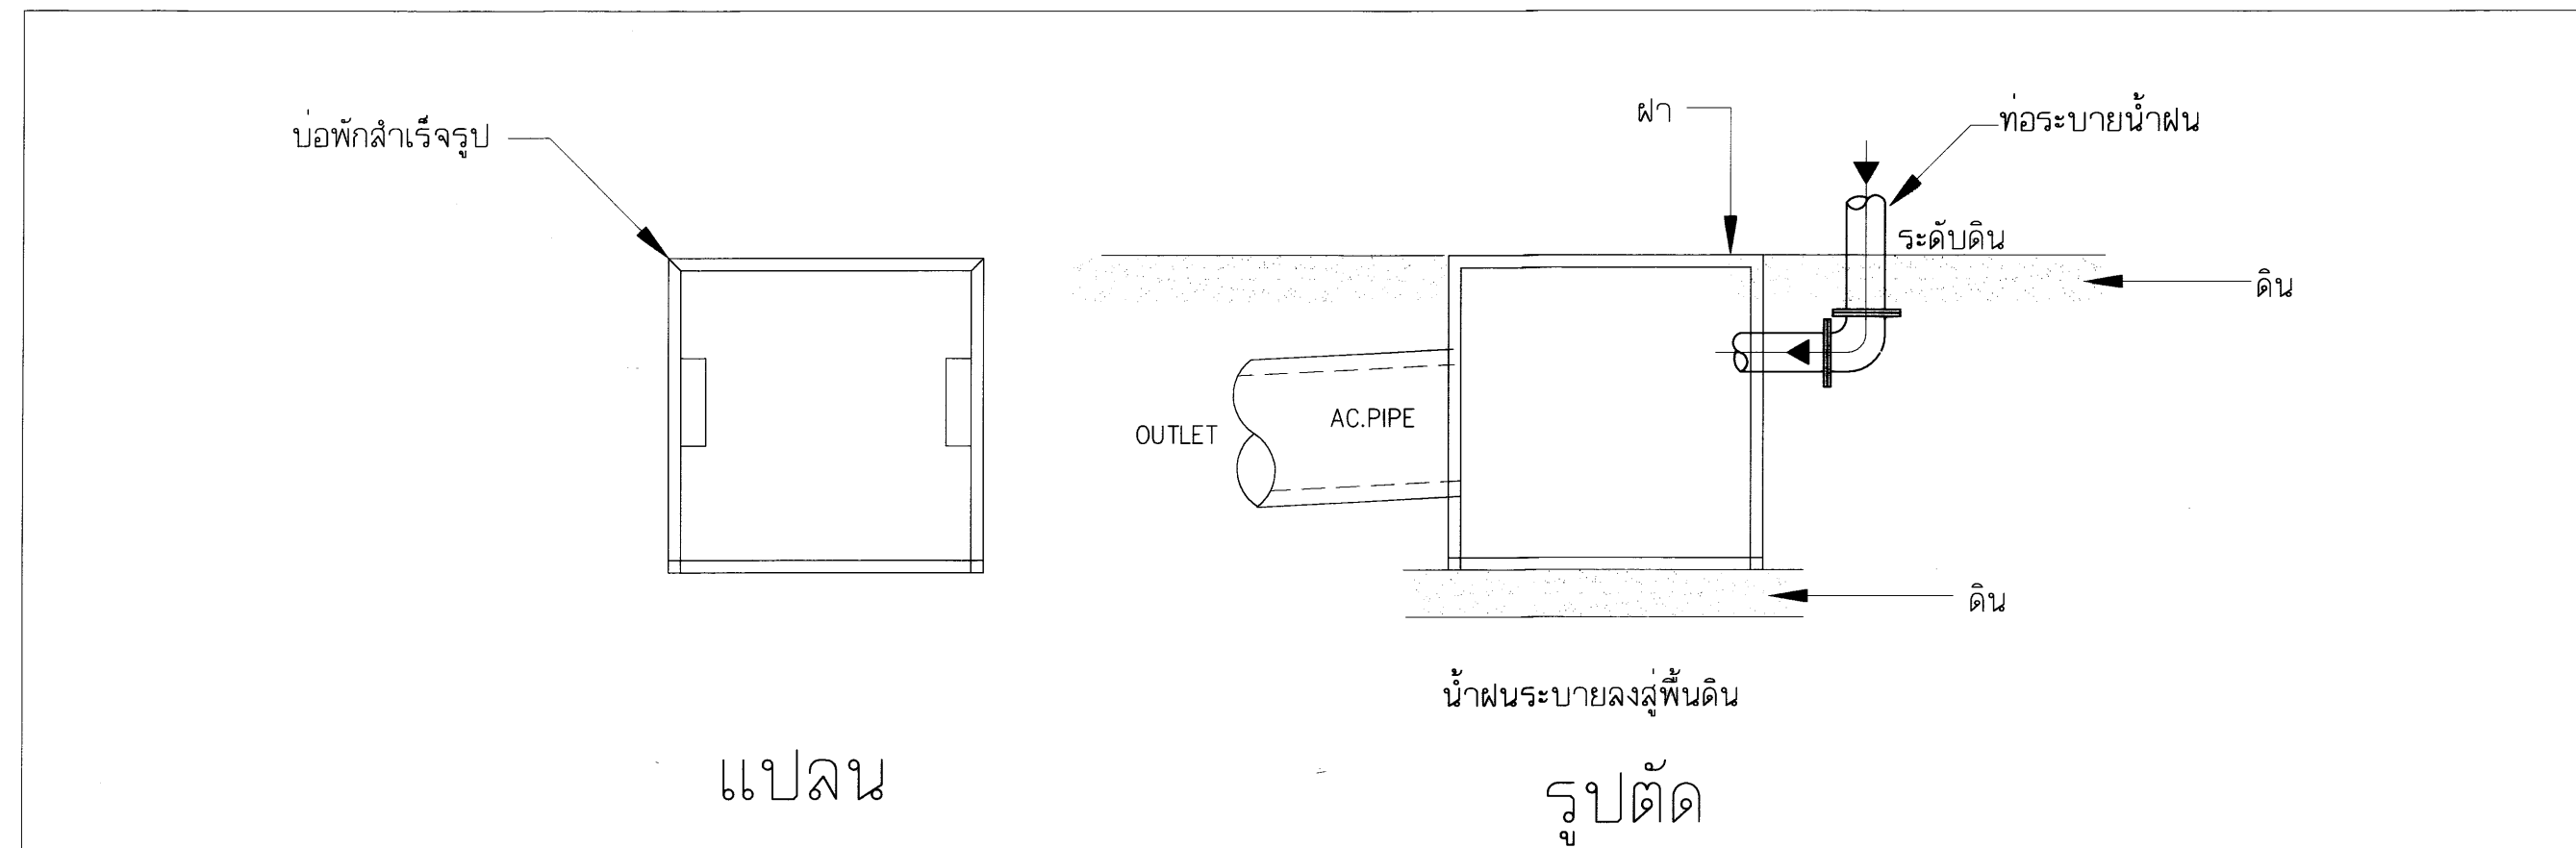 บ่อพักสำเร็จรูป
ฝา
ท่อระบายน้ำฝน
ระดับดิน
ดิน
OUTLET
AC.PIPE
ดิน
น้ำฝนระบายลงสู่พื้นดิน
แปลน
รูปตัด